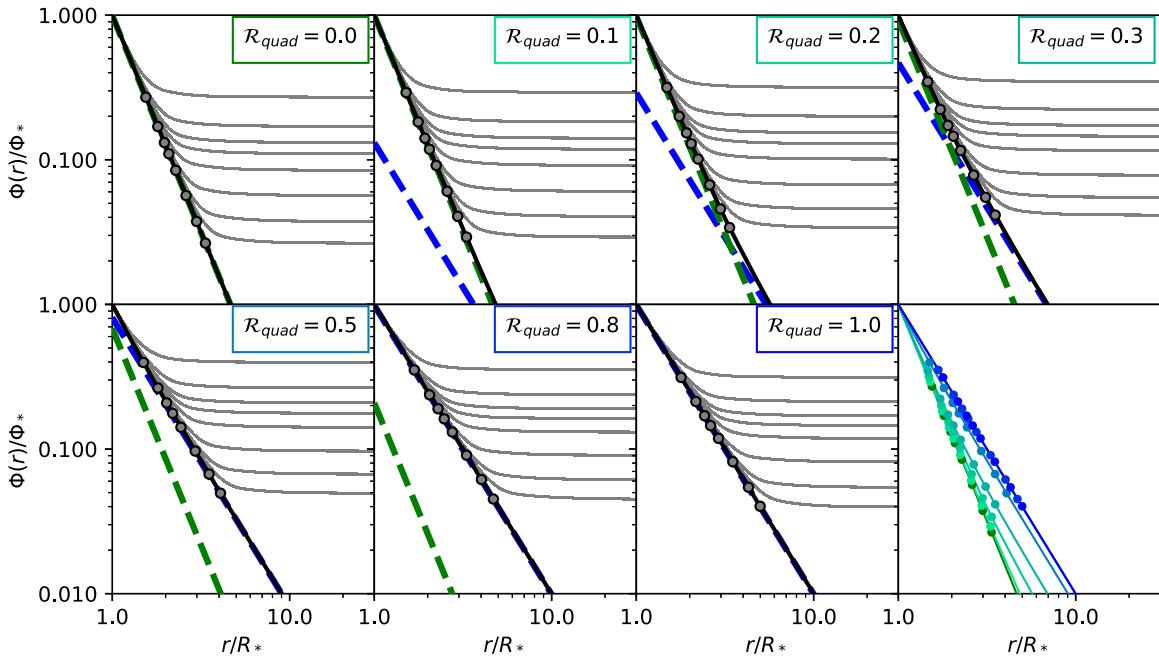 1.000
0.100
Φ(r)/Φ*
ℛquad = 0.0
ℛquad = 0.1
ℛquad = 0.2
ℛquad = 0.3
1.000
0.100
0.010
Φ(r)/Φ*
ℛquad = 0.5
ℛquad = 0.8
ℛquad = 1.0
1.0 10.0 1.0 10.0 1.0 10.0 1.0 10.0
r/R* r/R* r/R* r/R*